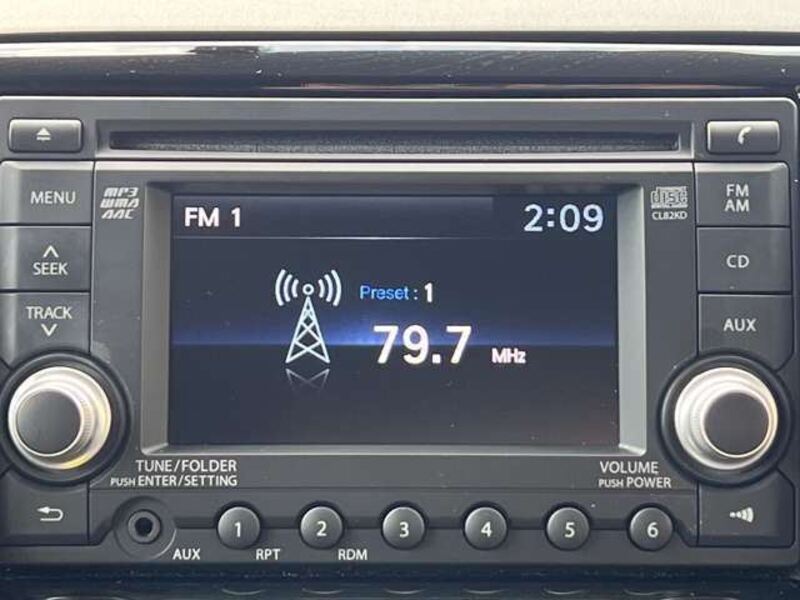 MENU
MP3
WMA
AAC
FM 1
2:09
disc
CL82KD
FM
AM
SEEK
Preset : 1
79.7 MHz
CD
TRACK
AUX
TUNE/FOLDER
PUSH ENTER/SETTING
VOLUME
PUSH POWER
1
2
3
4
5
6
AUX
RPT
RDM